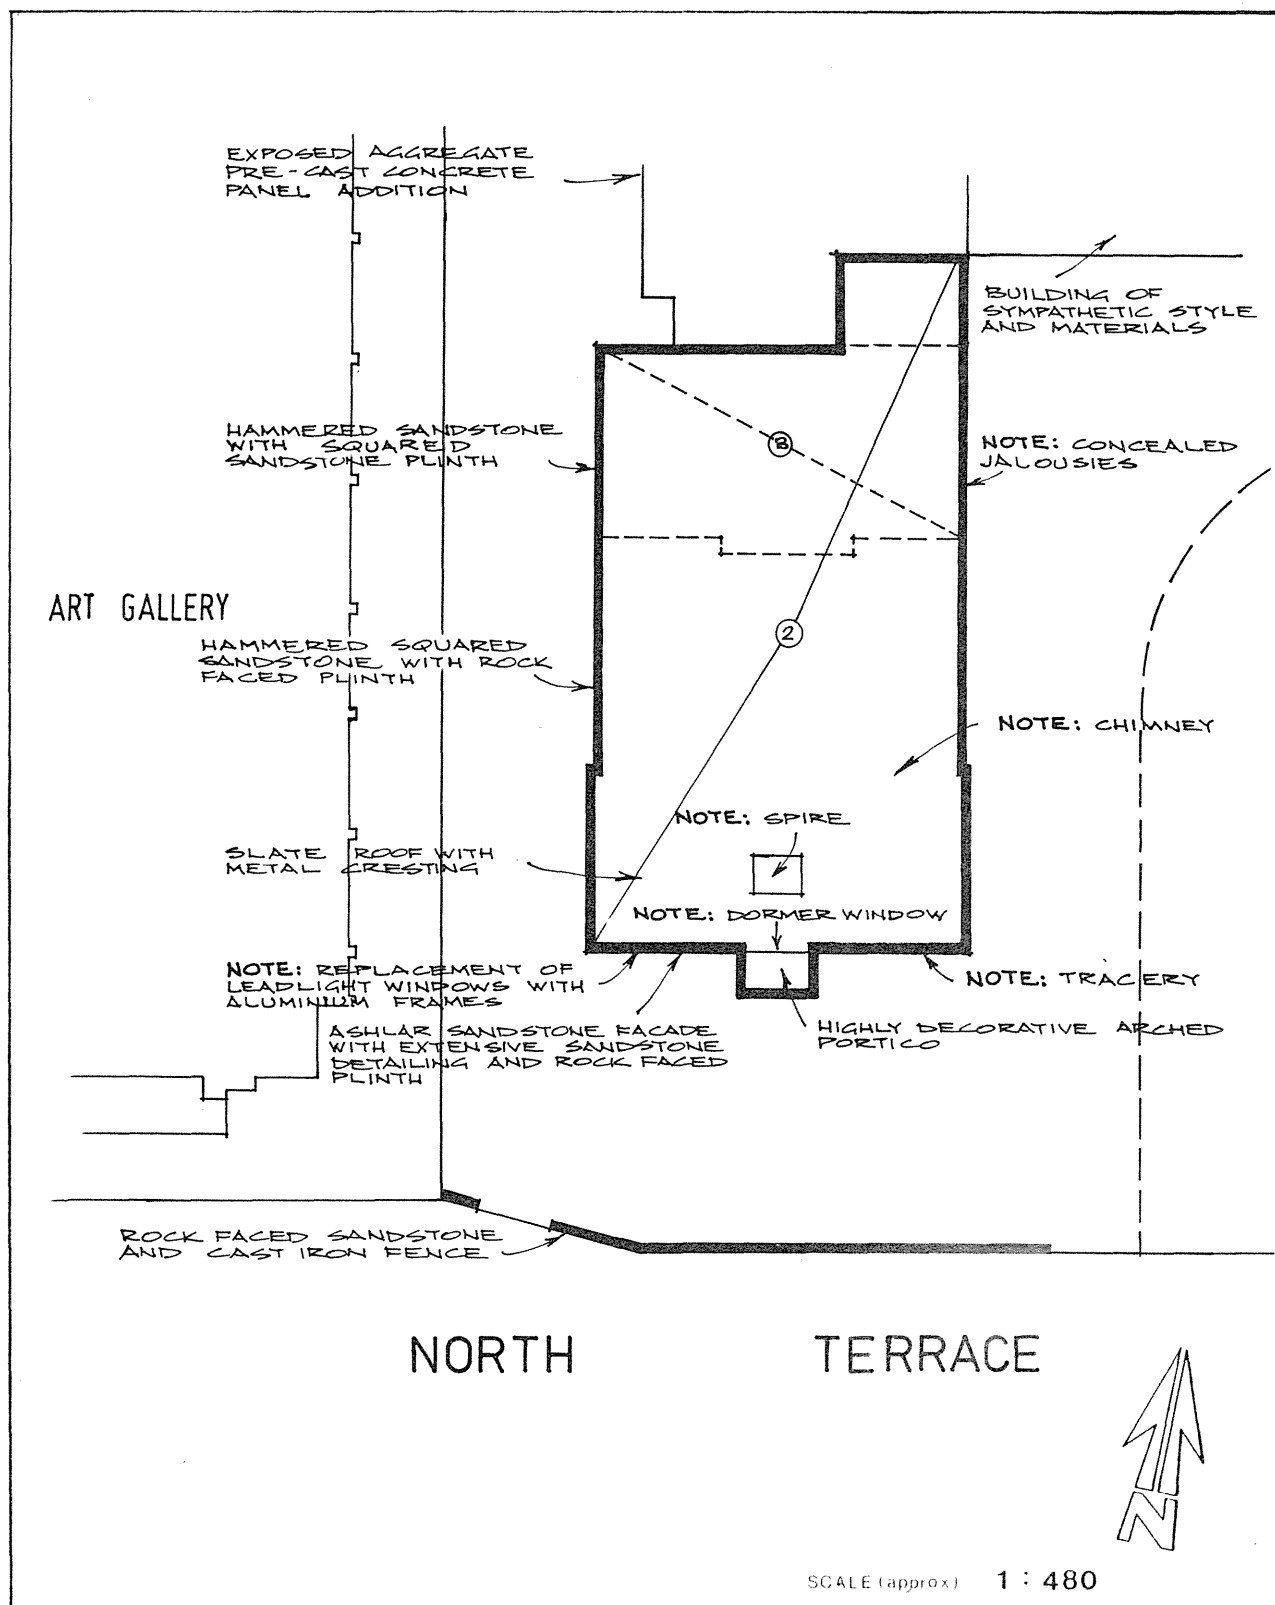 EXPOSED AGGREGATE
PRE-CAST CONCRETE
PANEL ADDITION
BUILDING OF
SYMPATHETIC STYLE
AND MATERIALS
HAMMERED SANDSTONE
WITH SQUARED
SANDSTONE PLINTH
B
NOTE: CONCEALED
JALOUSIES
ART GALLERY
HAMMERED SQUARED
SANDSTONE WITH ROCK
FACED PLINTH
2
NOTE: CHIMNEY
NOTE: SPIRE
SLATE ROOF WITH
METAL CRESTING
NOTE: DORMER WINDOW
NOTE: REPLACEMENT OF
LEADLIGHT WINDOWS WITH
ALUMINIUM FRAMES
NOTE: TRACERY
ASHLAR SANDSTONE FACADE
WITH EXTENSIVE SANDSTONE
DETAILING AND ROCK FACED
PLINTH
HIGHLY DECORATIVE ARCHED
PORTICO
ROCK FACED SANDSTONE
AND CAST IRON FENCE
NORTH TERRACE
N
SCALE (approx) 1 : 480